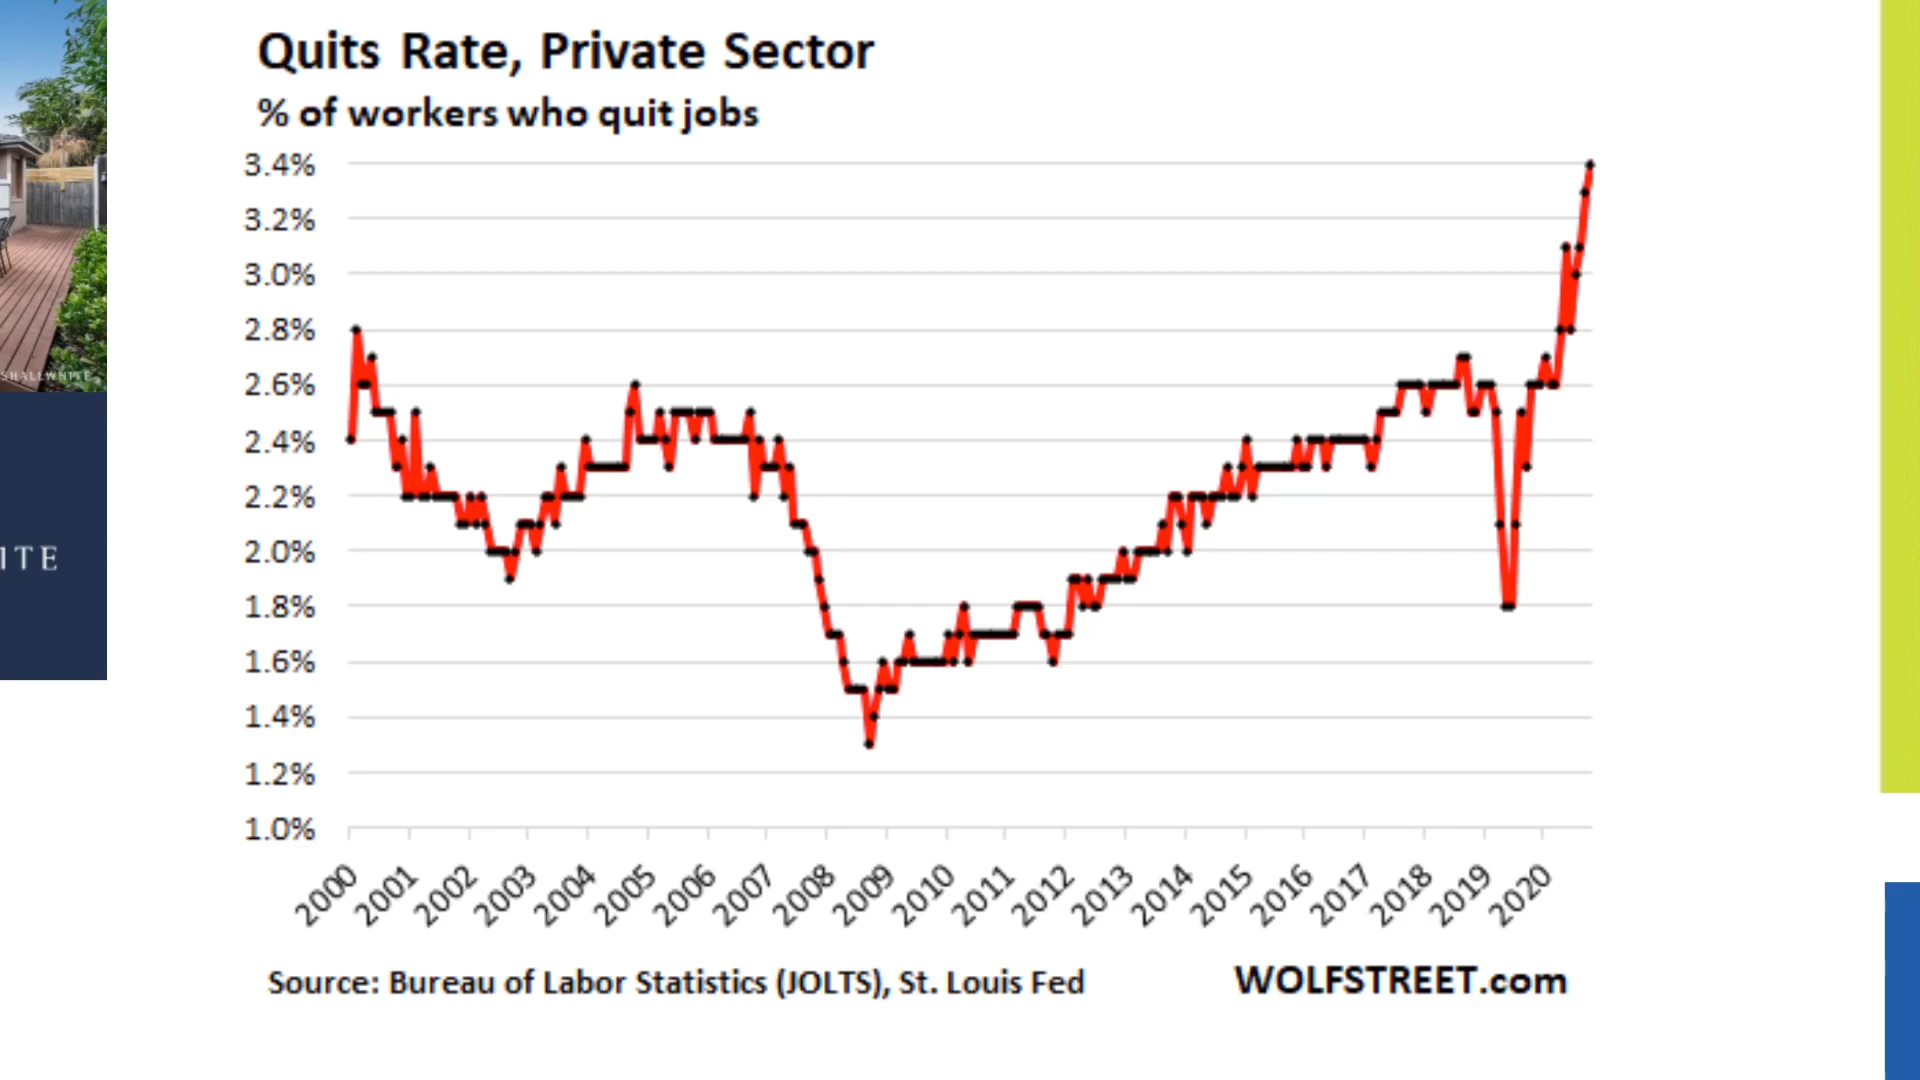 Quits Rate, Private Sector
% of workers who quit jobs
3.4%
3.2%
3.0%
2.8%
2.6%
2.4%
2.2%
2.0%
1.8%
1.6%
1.4%
1.2%
1.0%
2000 2001 2002 2003 2004 2005 2006 2007 2008 2009 2010 2011 2012 2013 2014 2015 2016 2017 2018 2019 2020
Source: Bureau of Labor Statistics (JOLTS), St. Louis Fed
WOLFSTREET.com
SHALLWHITE
ITE